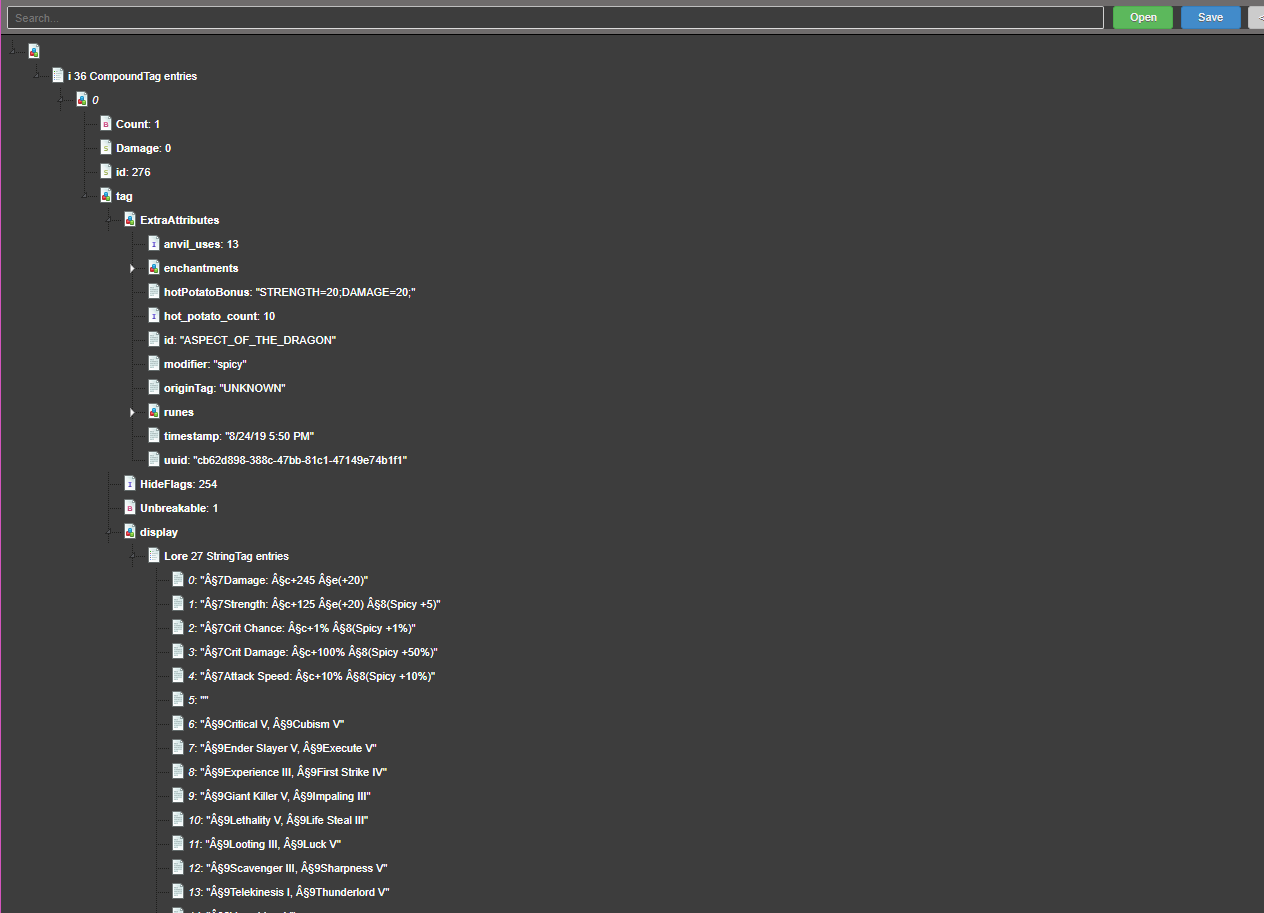 Search...
Open
Save
<
i 36 CompoundTag entries
0
Count: 1
Damage: 0
id: 276
tag
ExtraAttributes
anvil_uses: 13
enchantments
hotPotatoBonus: "STRENGTH=20;DAMAGE=20;"
hot_potato_count: 10
id: "ASPECT_OF_THE_DRAGON"
modifier: "spicy"
originTag: "UNKNOWN"
runes
timestamp: "8/24/19 5:50 PM"
uuid: "cb62d898-388c-47bb-81c1-47149e74b1f1"
HideFlags: 254
Unbreakable: 1
display
Lore 27 StringTag entries
0: "Â§7Damage: Â§c+245 Â§e(+20)"
1: "Â§7Strength: Â§c+125 Â§e(+20) Â§8(Spicy +5)"
2: "Â§7Crit Chance: Â§c+1% Â§8(Spicy +1%)"
3: "Â§7Crit Damage: Â§c+100% Â§8(Spicy +50%)"
4: "Â§7Attack Speed: Â§c+10% Â§8(Spicy +10%)"
5: ""
6: "Â§9Critical V, Â§9Cubism V"
7: "Â§9Ender Slayer V, Â§9Execute V"
8: "Â§9Experience III, Â§9First Strike IV"
9: "Â§9Giant Killer V, Â§9Impaling III"
10: "Â§9Lethality V, Â§9Life Steal III"
11: "Â§9Looting III, Â§9Luck V"
12: "Â§9Scavenger III, Â§9Sharpness V"
13: "Â§9Telekinesis I, Â§9Thunderlord V"